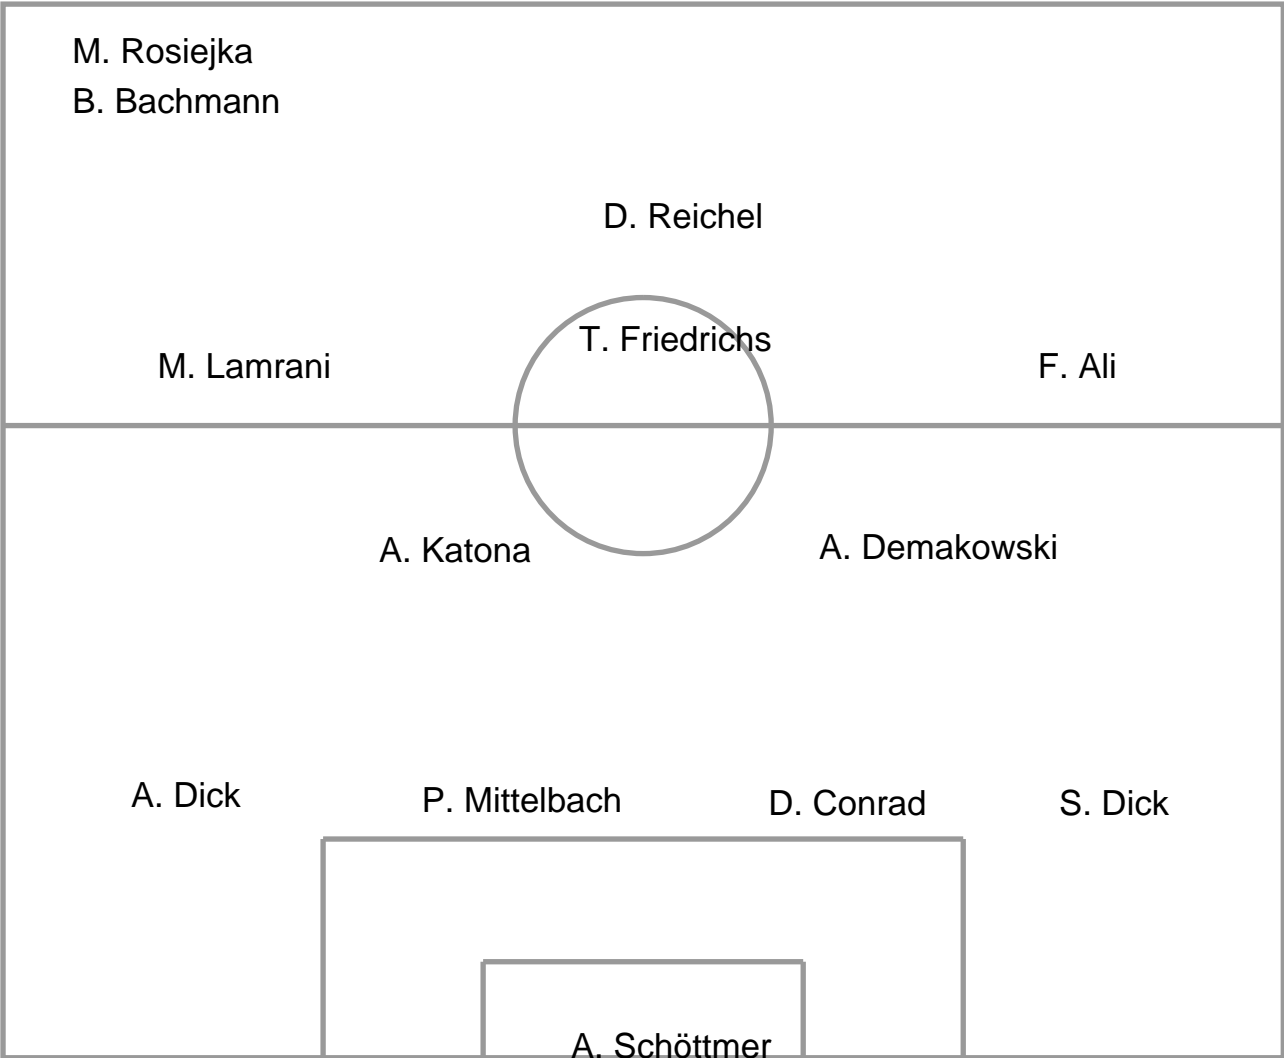 M. Rosiejka
B. Bachmann
D. Reichel
T. Friedrichs
M. Lamrani
F. Ali
A. Katona
A. Demakowski
A. Dick
P. Mittelbach
D. Conrad
S. Dick
A. Schöttmer